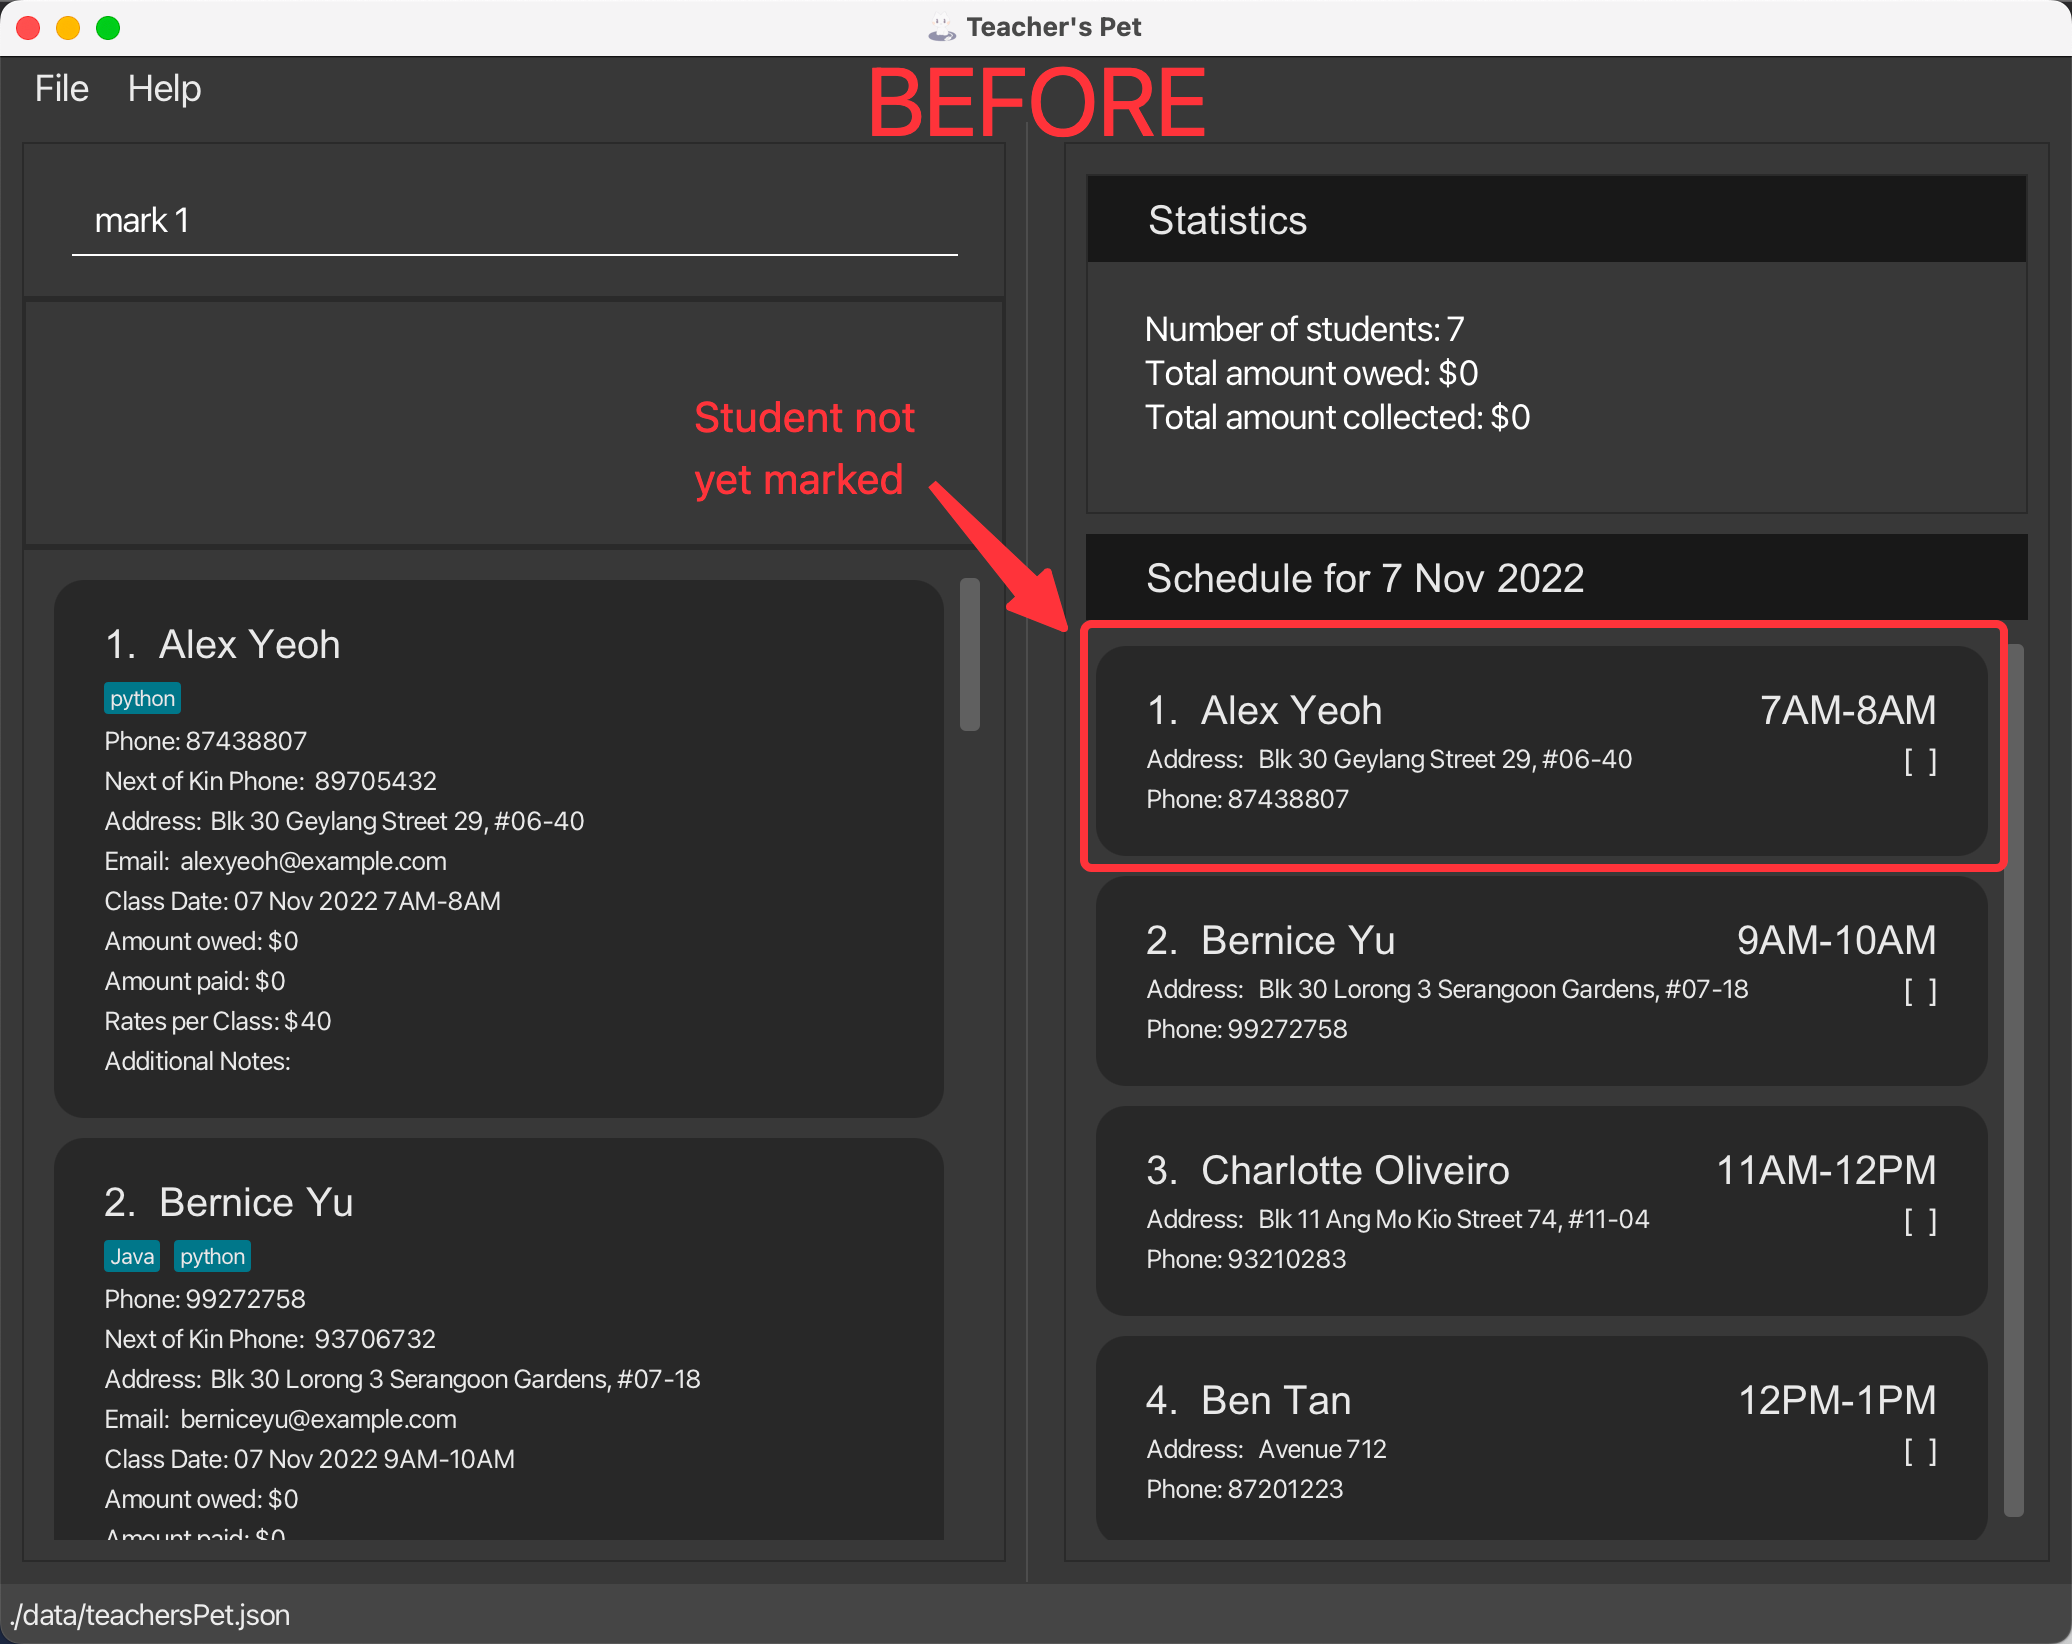 Teacher's Pet
File Help
BEFORE
mark 1
Student not
yet marked
1. Alex Yeoh
python
Phone: 87438807
Next of Kin Phone: 89705432
Address: Blk 30 Geylang Street 29, #06-40
Email: alexyeoh@example.com
Class Date: 07 Nov 2022 7AM-8AM
Amount owed: $0
Amount paid: $0
Rates per Class: $40
Additional Notes:
2. Bernice Yu
Java python
Phone: 99272758
Next of Kin Phone: 93706732
Address: Blk 30 Lorong 3 Serangoon Gardens, #07-18
Email: berniceyu@example.com
Class Date: 07 Nov 2022 9AM-10AM
Amount owed: $0
Amount paid: $0
Statistics
Number of students: 7
Total amount owed: $0
Total amount collected: $0
Schedule for 7 Nov 2022
1. Alex Yeoh 7AM-8AM
Address: Blk 30 Geylang Street 29, #06-40 [ ]
Phone: 87438807
2. Bernice Yu 9AM-10AM
Address: Blk 30 Lorong 3 Serangoon Gardens, #07-18 [ ]
Phone: 99272758
3. Charlotte Oliveiro 11AM-12PM
Address: Blk 11 Ang Mo Kio Street 74, #11-04 [ ]
Phone: 93210283
4. Ben Tan 12PM-1PM
Address: Avenue 712 [ ]
Phone: 87201223
./data/teachersPet.json